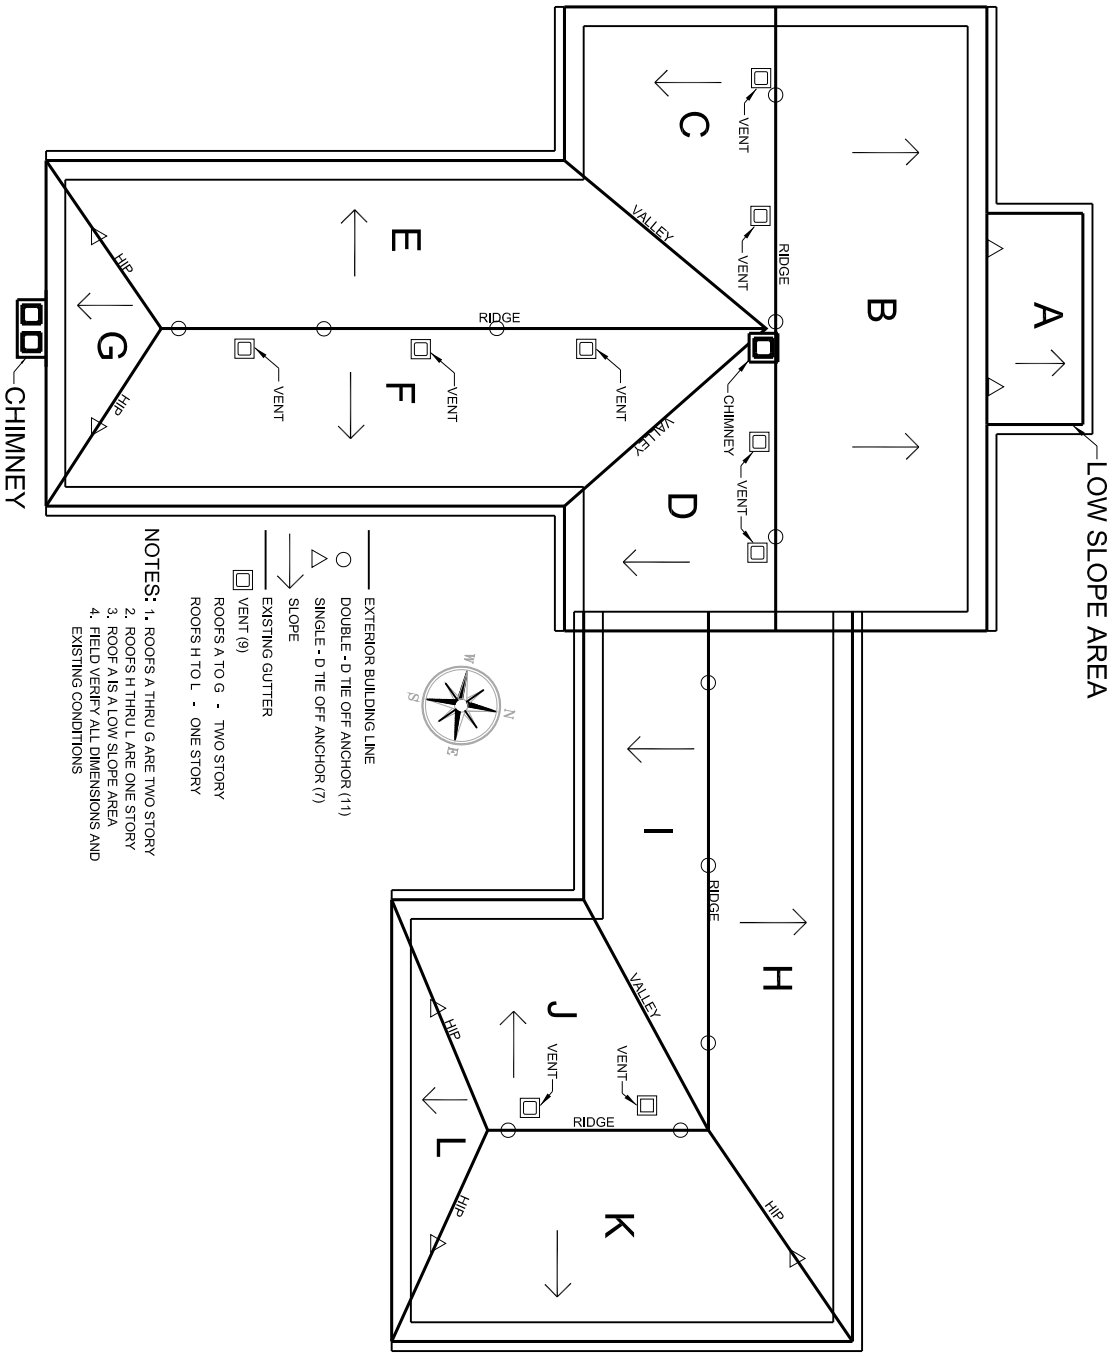 LOW SLOPE AREA
A
B
C
D
E
F
G
H
I
J
K
L
VENT
VENT
RIDGE
VALLEY
CHIMNEY
VENT
VALLEY
RIDGE
VENT
VENT
VENT
HIP
HIP
CHIMNEY
RIDGE
VALLEY
HIP
VENT
VENT
RIDGE
HIP
HIP
N
E
S
W
EXTERIOR BUILDING LINE
DOUBLE - D TIE OFF ANCHOR (11)
SINGLE - D TIE OFF ANCHOR (7)
SLOPE
EXISTING GUTTER
VENT (9)
ROOFS A TO G - TWO STORY
ROOFS H TO L - ONE STORY
NOTES: 1. ROOFS A THRU G ARE TWO STORY
2. ROOFS H THRU L ARE ONE STORY
3. ROOF A IS A LOW SLOPE AREA
4. FIELD VERIFY ALL DIMENSIONS AND
EXISTING CONDITIONS